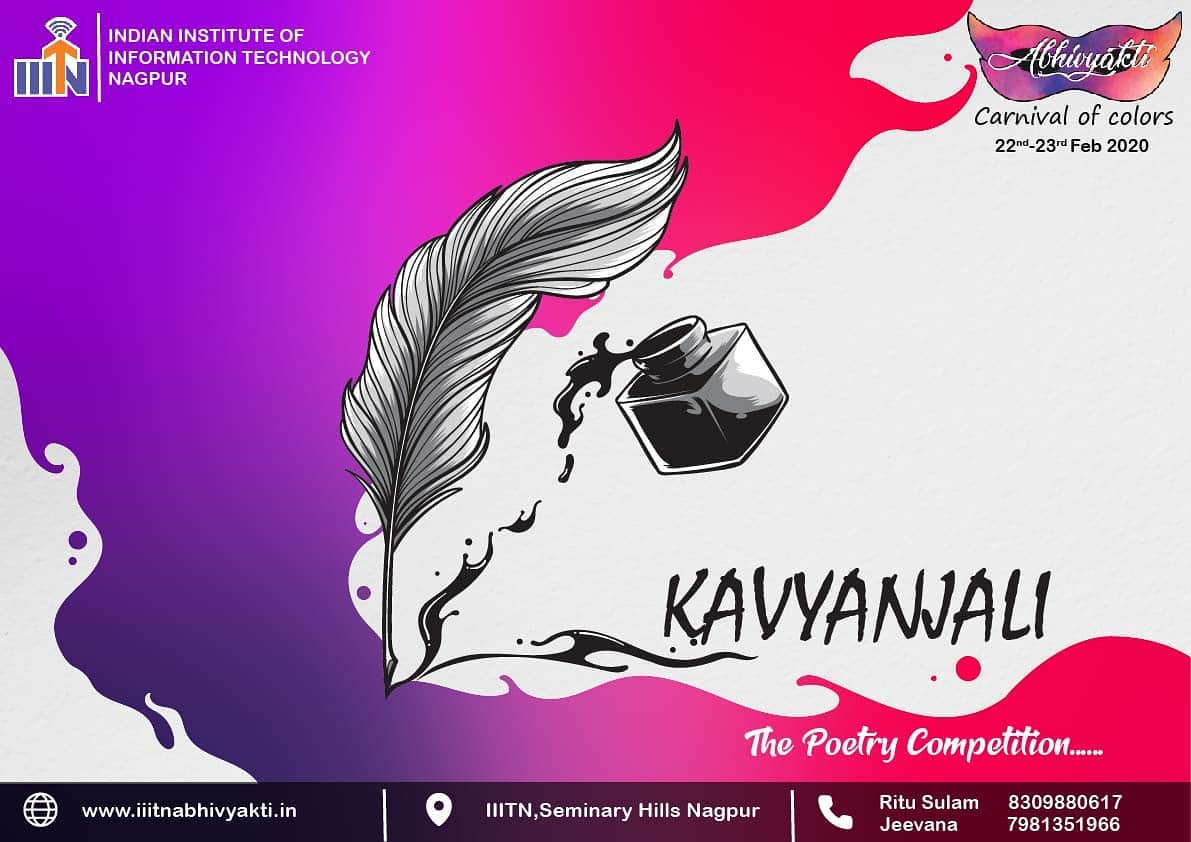 IIITN
INDIAN INSTITUTE OF
INFORMATION TECHNOLOGY
NAGPUR
Abhivyakti
Carnival of colors
22nd-23rd Feb 2020
KAVYANJALI
The Poetry Competition......
www.iiitnabhivyakti.in
IIITN,Seminary Hills Nagpur
Ritu Sulam 8309880617
Jeevana 7981351966